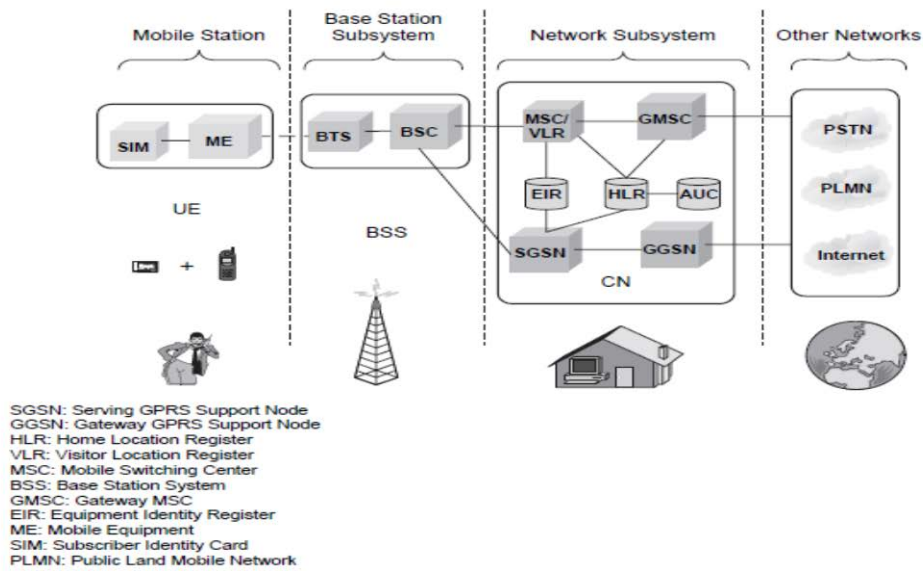 Mobile Station
Base Station
Subsystem
Network Subsystem
Other Networks
SIM
ME
BTS
BSC
MSC/
VLR
GMSC
PSTN
EIR
HLR
AUC
PLMN
UE
BSS
SGSN
GGSN
Internet
+
CN
SGSN: Serving GPRS Support Node
GGSN: Gateway GPRS Support Node
HLR: Home Location Register
VLR: Visitor Location Register
MSC: Mobile Switching Center
BSS: Base Station System
GMSC: Gateway MSC
EIR: Equipment Identity Register
ME: Mobile Equipment
SIM: Subscriber Identity Card
PLMN: Public Land Mobile Network